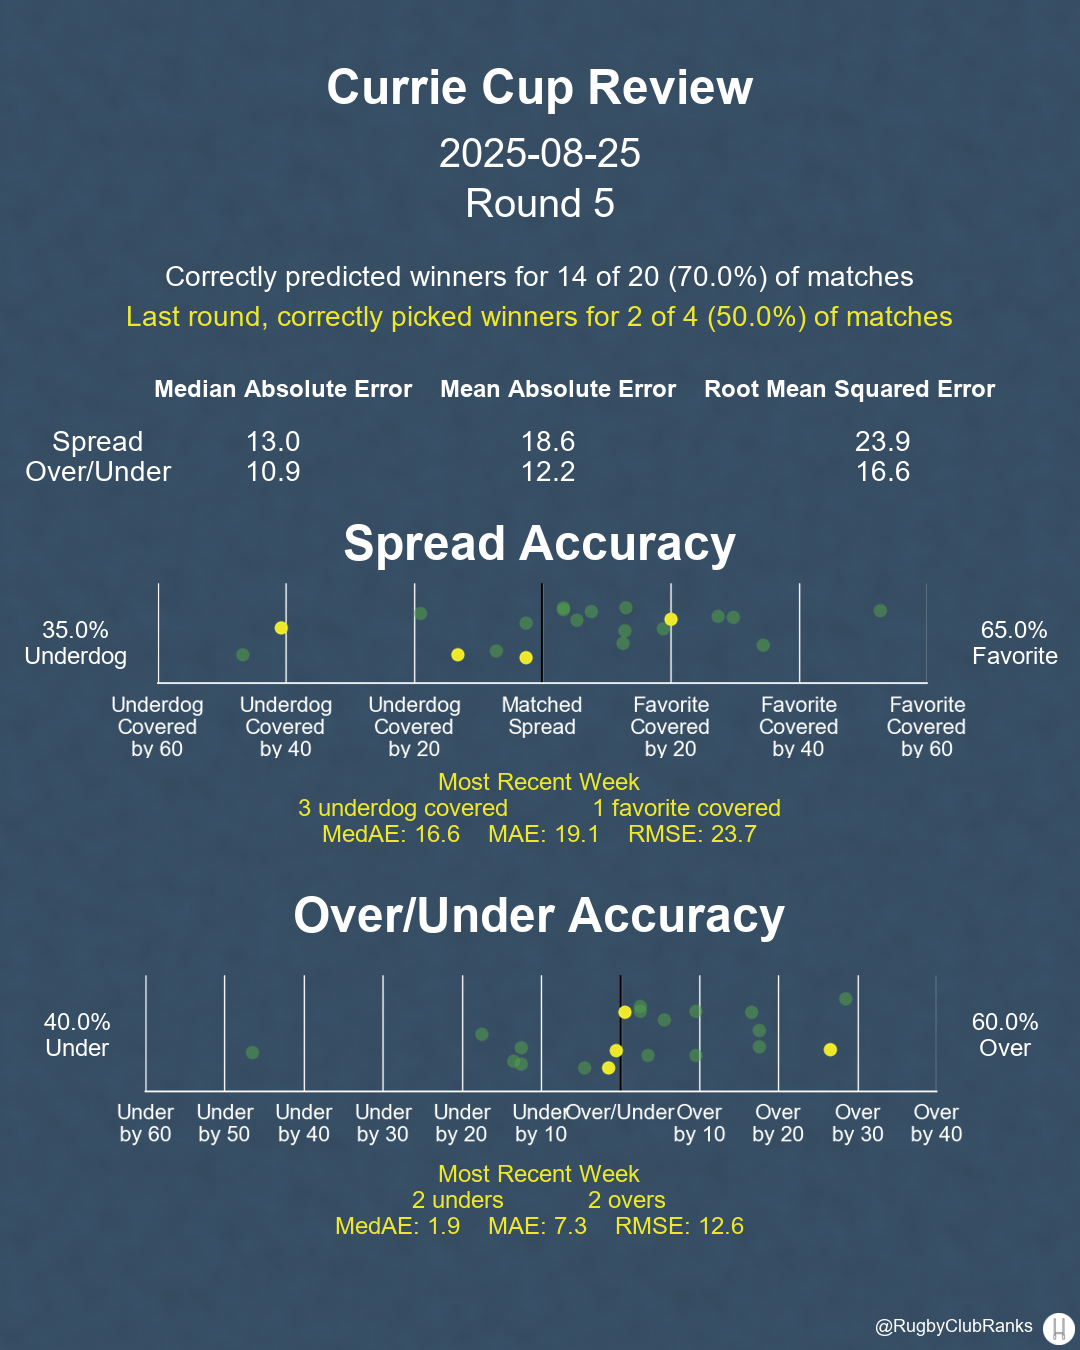 Currie Cup Review
2025-08-25
Round 5
Correctly predicted winners for 14 of 20 (70.0%) of matches
Last round, correctly picked winners for 2 of 4 (50.0%) of matches
Median Absolute Error Mean Absolute Error Root Mean Squared Error
Spread 13.0 18.6 23.9
Over/Under 10.9 12.2 16.6
Spread Accuracy
35.0% Underdog
65.0% Favorite
Underdog Covered by 60
Underdog Covered by 40
Underdog Covered by 20
Matched Spread
Favorite Covered by 20
Favorite Covered by 40
Favorite Covered by 60
Most Recent Week
3 underdog covered 1 favorite covered
MedAE: 16.6 MAE: 19.1 RMSE: 23.7
Over/Under Accuracy
40.0% Under
60.0% Over
Under by 60
Under by 50
Under by 40
Under by 30
Under by 20
Under by 10
Over/Under
Over by 10
Over by 20
Over by 30
Over by 40
Most Recent Week
2 unders 2 overs
MedAE: 1.9 MAE: 7.3 RMSE: 12.6
@RugbyClubRanks